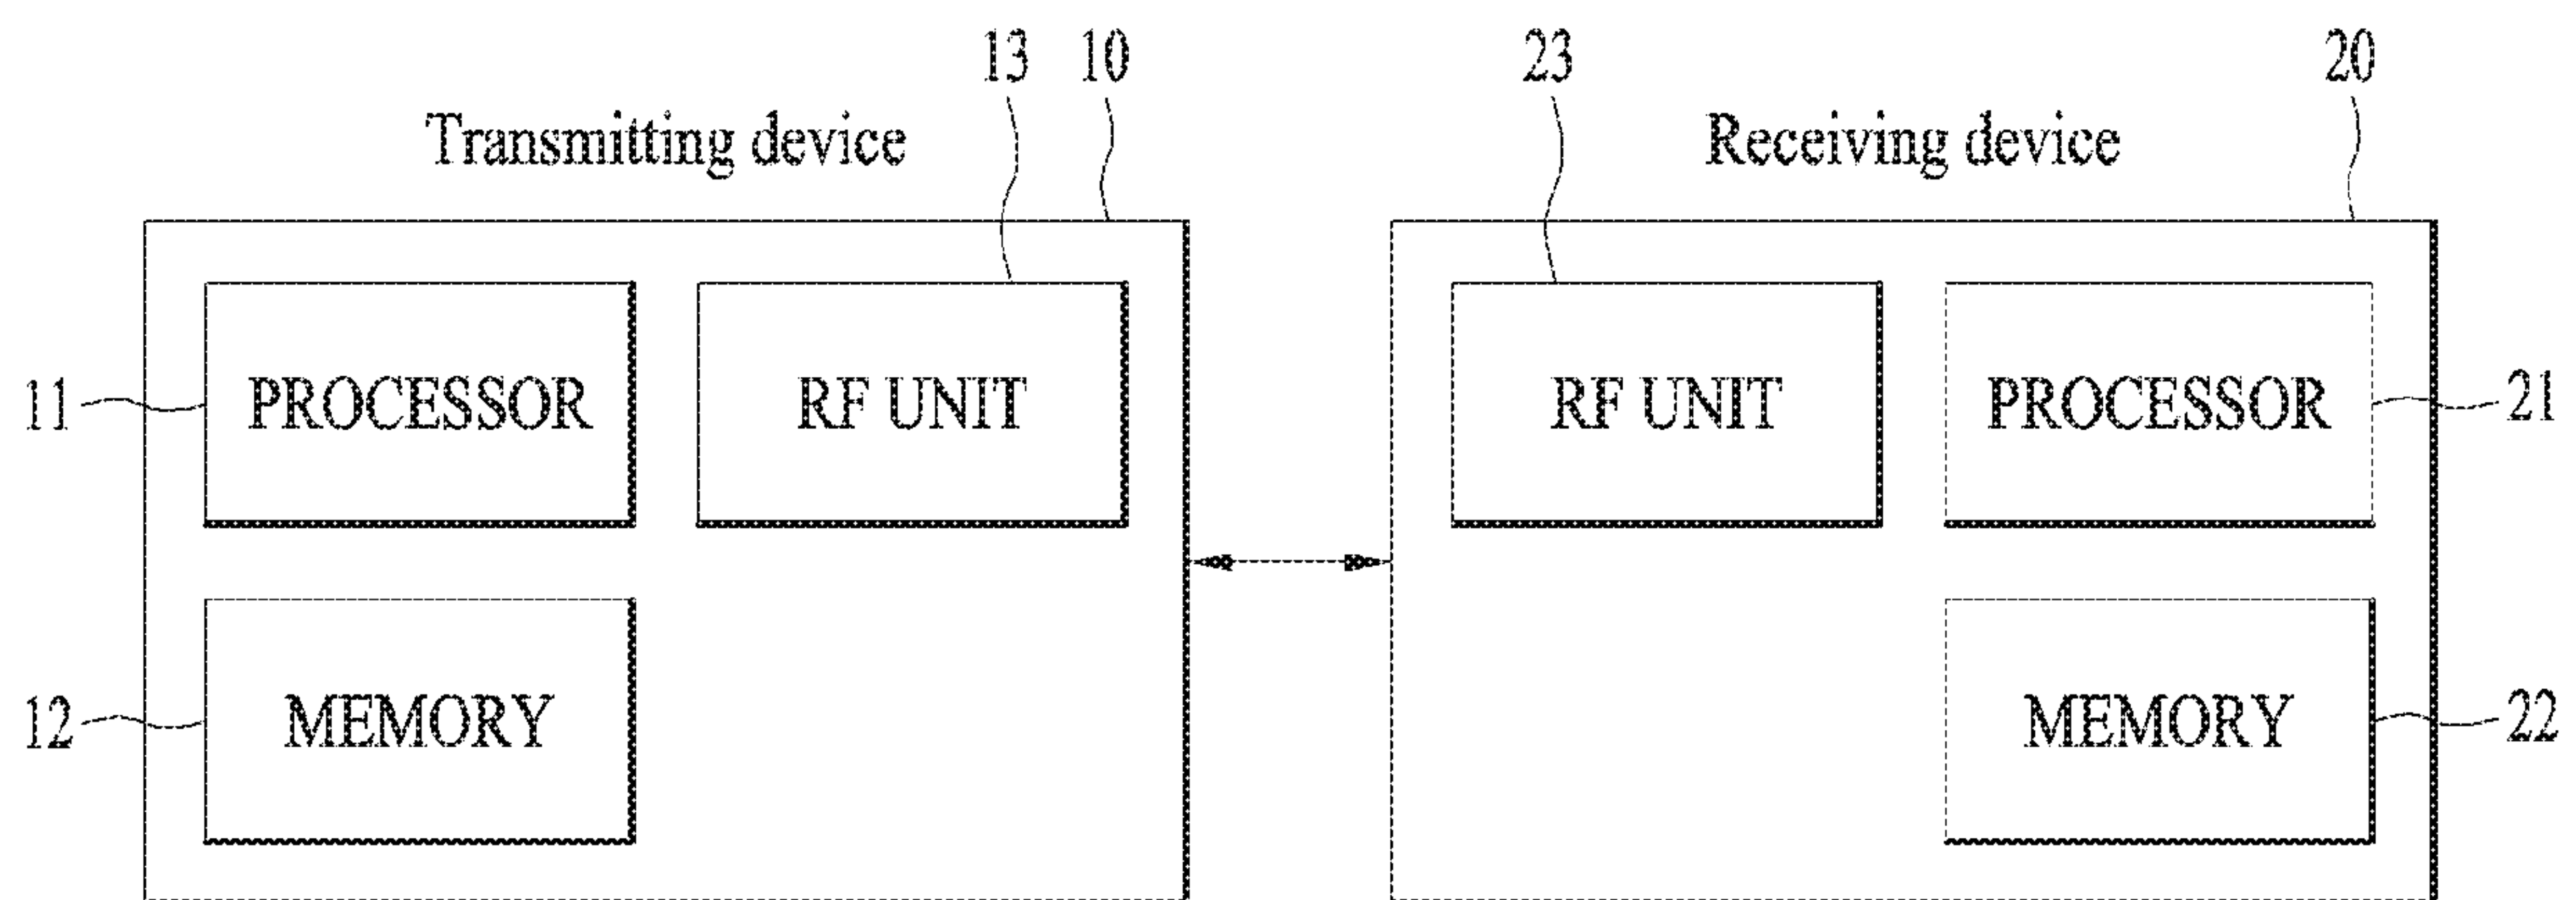 13 10 23 20
Transmitting device Receiving device
11 PROCESSOR RF UNIT RF UNIT PROCESSOR 21
12 MEMORY MEMORY 22